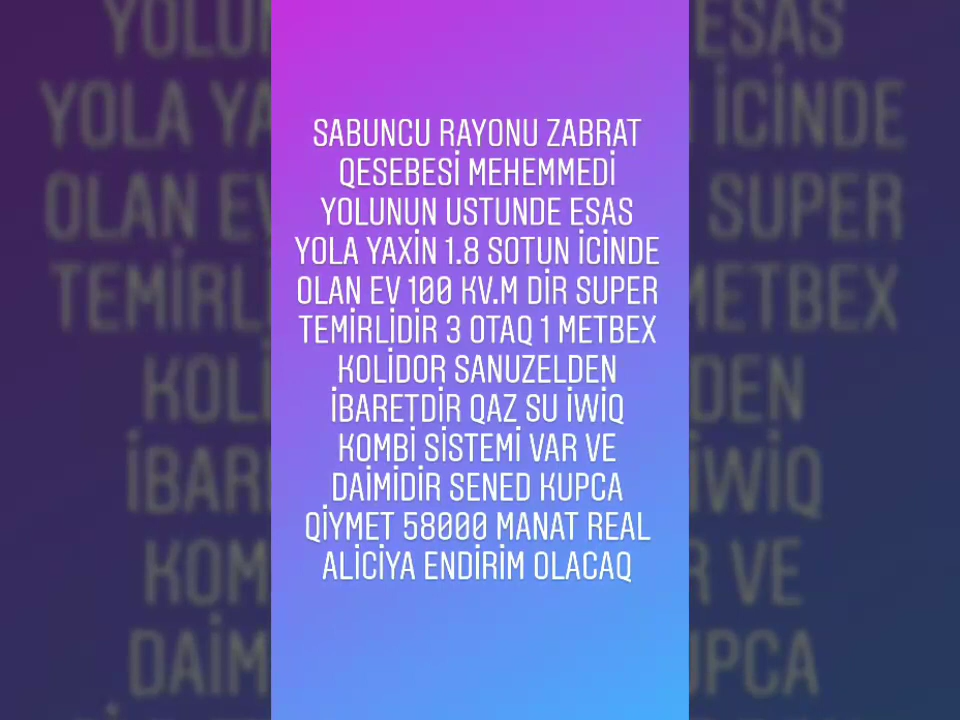 SABUNCU RAYONU ZABRAT
QESEBESİ MEHEMMEDİ
YOLUNUN USTUNDE ESAS
YOLA YAXİN 1.8 SOTUN İCİNDE
OLAN EV 100 KV.M DİR SUPER
TEMİRLİDİR 3 OTAQ 1 METBEX
KOLİDOR SANUZELDEN
İBARETDİR QAZ SU İWİQ
KOMBİ SİSTEMİ VAR VE
DAİMİDİR SENED KUPCA
QİYMET 58000 MANAT REAL
ALİCİYA ENDİRİM OLACAQ